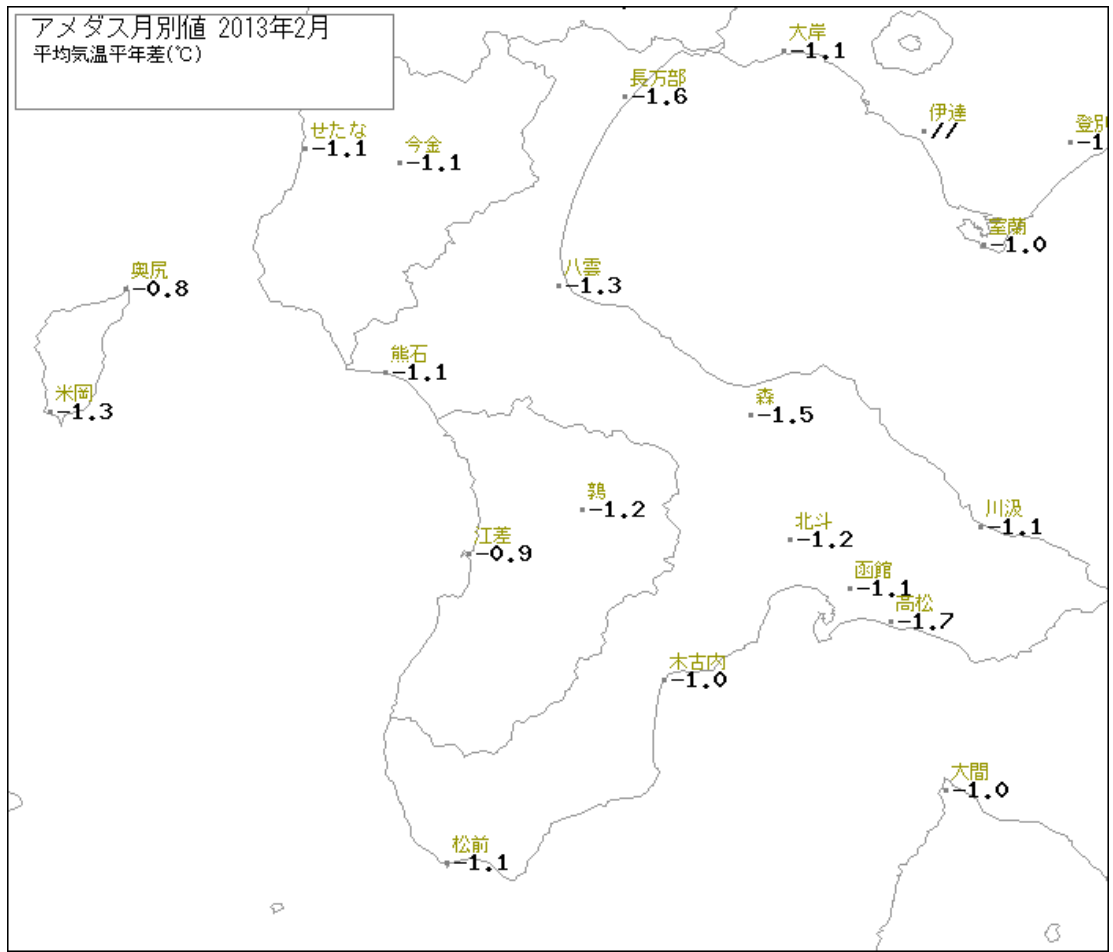 アメダス月別値 2013年2月
平均気温平年差(℃)
大岸
-1.1
長万部
-1.6
伊達
//
登別
-1
せたな
-1.1
今金
-1.1
室蘭
-1.0
奥尻
-0.8
八雲
-1.3
熊石
-1.1
米岡
-1.3
森
-1.5
鶉
-1.2
川汲
-1.1
北斗
-1.2
江差
-0.9
函館
-1.1
高松
-1.7
木古内
-1.0
大間
-1.0
松前
-1.1